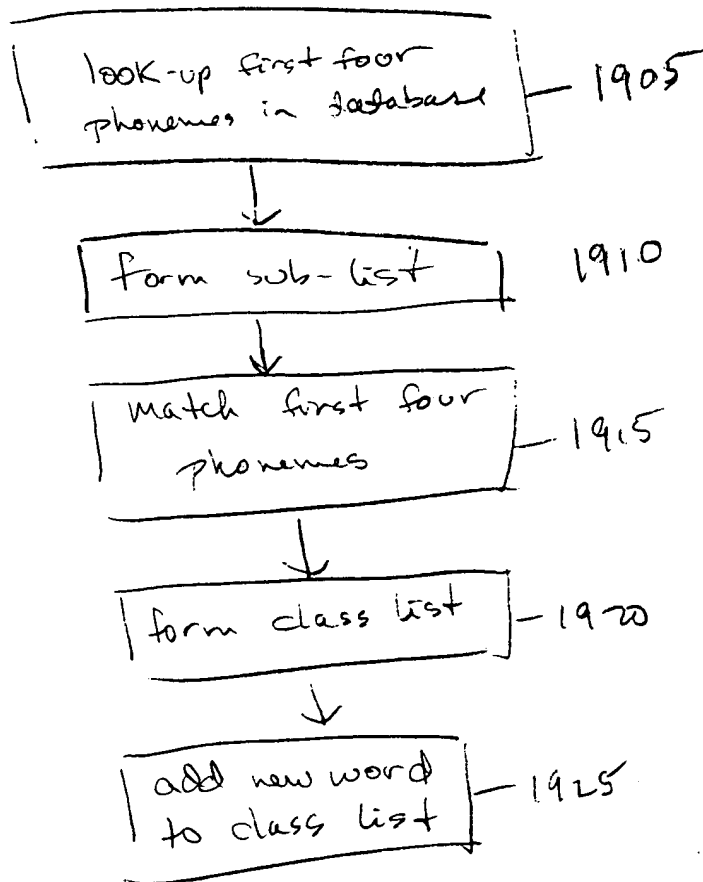 look-up first four
phonemes in database
1905
form sub-list
1910
match first four
phonemes
1915
form class list
1920
add new word
to class list
1925